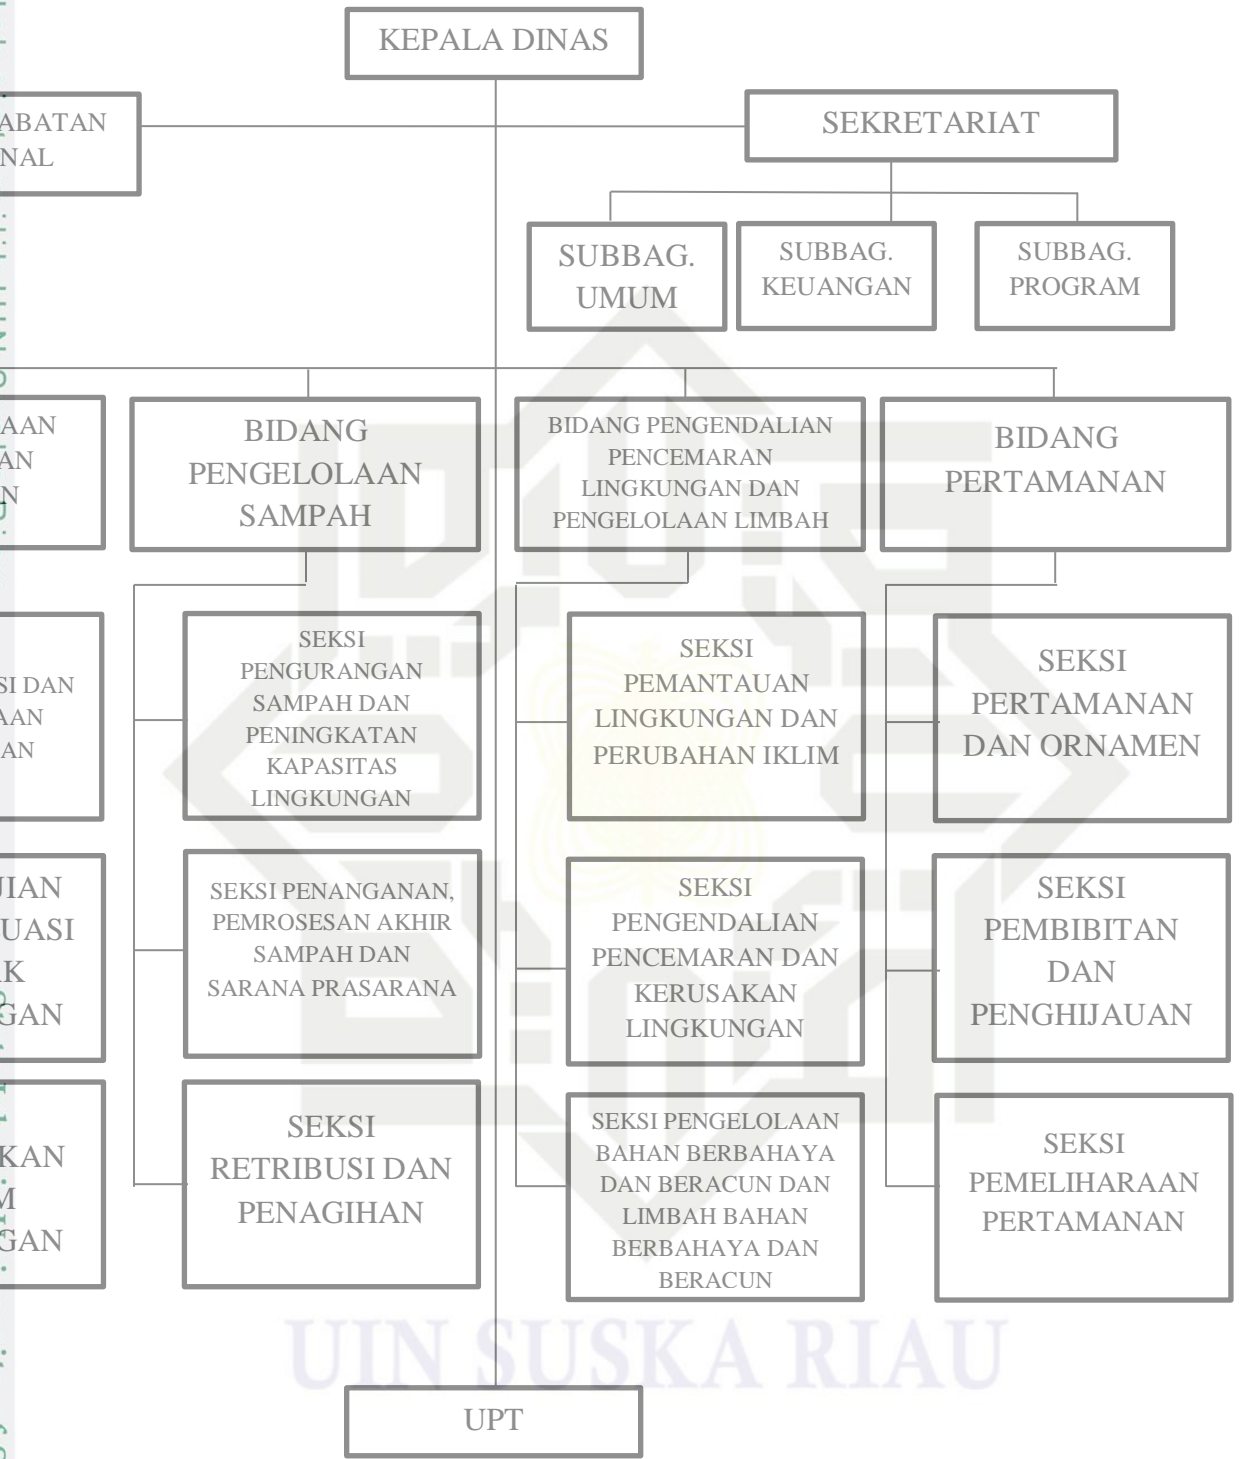 KEPALA DINAS
ABATAN
NAL
SEKRETARIAT
SUBBAG.
UMUM
SUBBAG.
KEUANGAN
SUBBAG.
PROGRAM
AAN
AN
N
BIDANG
PENGELOLAAN
SAMPAH
BIDANG PENGENDALIAN
PENCEMARAN
LINGKUNGAN DAN
PENGELOLAAN LIMBAH
BIDANG
PERTAMANAN
SI DAN
AAN
AN
SEKSI
PENGURANGAN
SAMPAH DAN
PENINGKATAN
KAPASITAS
LINGKUNGAN
SEKSI
PEMANTAUAN
LINGKUNGAN DAN
PERUBAHAN IKLIM
SEKSI
PERTAMANAN
DAN ORNAMEN
JIAN
UASI
AK
GAN
SEKSI PENANGANAN,
PEMROSESAN AKHIR
SAMPAH DAN
SARANA PRASARANA
SEKSI
PENGENDALIAN
PENCEMARAN DAN
KERUSAKAN
LINGKUNGAN
SEKSI
PEMBIBITAN
DAN
PENGHIJAUAN
KAN
M
GAN
SEKSI
RETRIBUSI DAN
PENAGIHAN
SEKSI PENGELOLAAN
BAHAN BERBAHAYA
DAN BERACUN DAN
LIMBAH BAHAN
BERBAHAYA DAN
BERACUN
SEKSI
PEMELIHARAAN
PERTAMANAN
UIN SUSKA RIAU
UPT